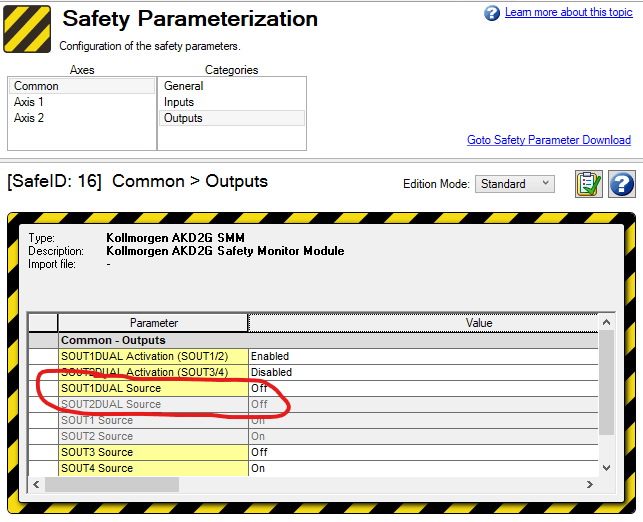 Safety Parameterization
Learn more about this topic
Configuration of the safety parameters.
Axes
Categories
Common
Axis 1
Axis 2
General
Inputs
Outputs
Goto Safety Parameter Download
[SafeID: 16] Common > Outputs
Edition Mode: Standard
Type: Kollmorgen AKD2G SMM
Description: Kollmorgen AKD2G Safety Monitor Module
Import file: -
Parameter Value
Common - Outputs
SOUT1DUAL Activation (SOUT1/2) Enabled
SOUT2DUAL Activation (SOUT3/4) Disabled
SOUT1DUAL Source Off
SOUT2DUAL Source Off
SOUT1 Source On
SOUT2 Source On
SOUT3 Source Off
SOUT4 Source On